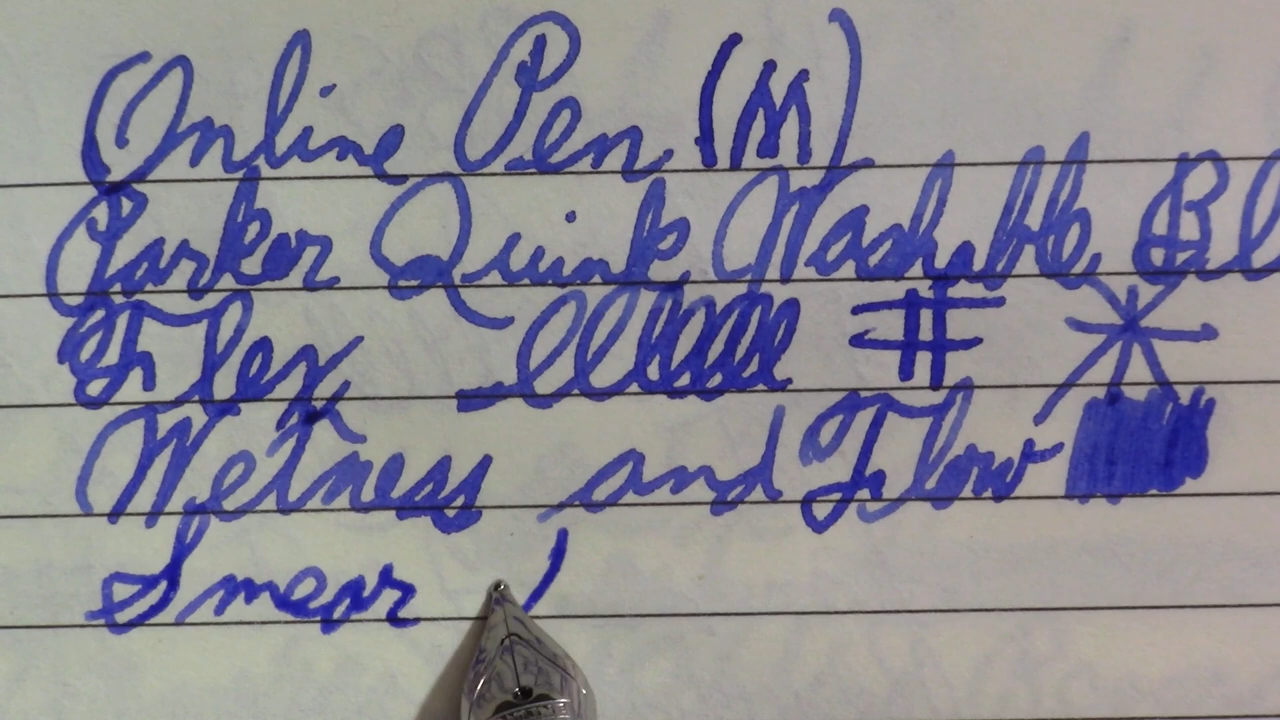 Online Pen (M)
Parker Quink Washable Bl
Flex
Wetness and Flow
Smear